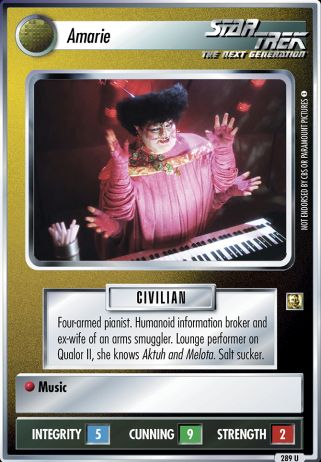 Amarie
STAR TREK
THE NEXT GENERATION
NOT ENDORSED BY CBS OR PARAMOUNT PICTURES
CIVILIAN
Four-armed pianist. Humanoid information broker and
ex-wife of an arms smuggler. Lounge performer on
Qualor II, she knows Aktuh and Melota. Salt sucker.
Music
INTEGRITY 5 CUNNING 9 STRENGTH 2
289 U